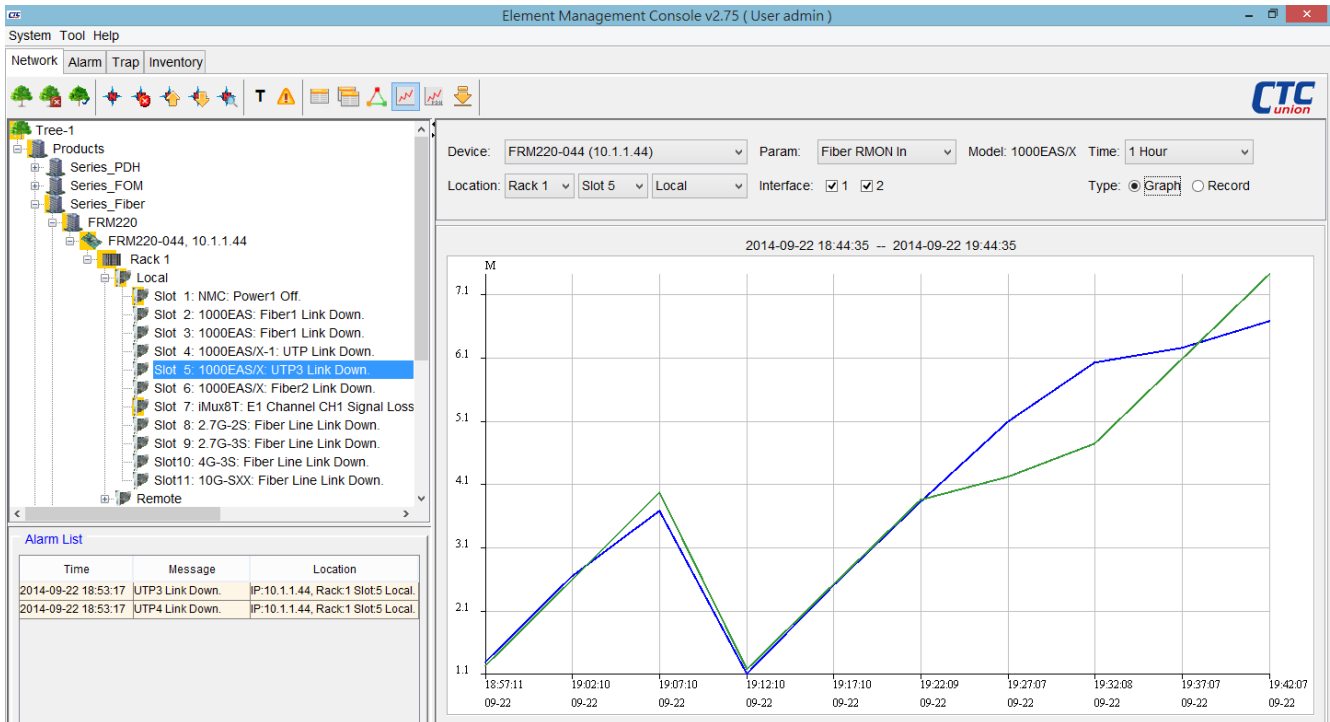 CTC
Element Management Console v2.75 ( User admin )
System Tool Help
Network Alarm Trap Inventory
T
CTC union
Tree-1
Products
Series_PDH
Series_FOM
Series_Fiber
FRM220
FRM220-044, 10.1.1.44
Rack 1
Local
Slot 1: NMC: Power1 Off.
Slot 2: 1000EAS: Fiber1 Link Down.
Slot 3: 1000EAS: Fiber1 Link Down.
Slot 4: 1000EAS/X-1: UTP Link Down.
Slot 5: 1000EAS/X: UTP3 Link Down.
Slot 6: 1000EAS/X: Fiber2 Link Down.
Slot 7: iMux8T: E1 Channel CH1 Signal Loss
Slot 8: 2.7G-2S: Fiber Line Link Down.
Slot 9: 2.7G-3S: Fiber Line Link Down.
Slot10: 4G-3S: Fiber Line Link Down.
Slot11: 10G-SXX: Fiber Line Link Down.
Remote
Alarm List
Time Message Location
2014-09-22 18:53:17 UTP3 Link Down. IP:10.1.1.44, Rack:1 Slot:5 Local.
2014-09-22 18:53:17 UTP4 Link Down. IP:10.1.1.44, Rack:1 Slot:5 Local.
Device: FRM220-044 (10.1.1.44) Param: Fiber RMON In Model: 1000EAS/X Time: 1 Hour
Location: Rack 1 Slot 5 Local Interface: 1 2 Type: Graph Record
2014-09-22 18:44:35 -- 2014-09-22 19:44:35
M
7.1
6.1
5.1
4.1
3.1
2.1
1.1
18:57:11 19:02:10 19:07:10 19:12:10 19:17:10 19:22:09 19:27:07 19:32:08 19:37:07 19:42:07
09-22 09-22 09-22 09-22 09-22 09-22 09-22 09-22 09-22 09-22